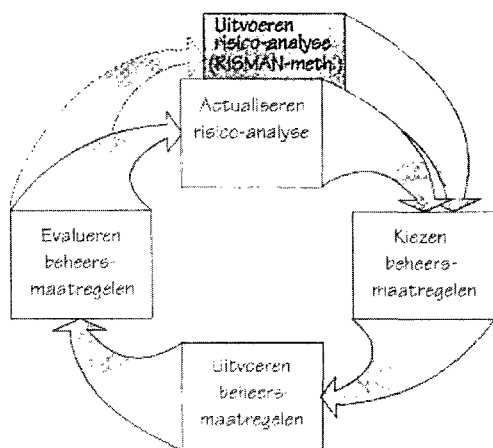 Uitvoeren
risico-analyse
(RISMAN-meth.)
Actualiseren
risico-analyse
Evalueren
beheers-
maatregelen
Kiezen
beheers-
maatregelen
Uitvoeren
beheers-
maatregelen